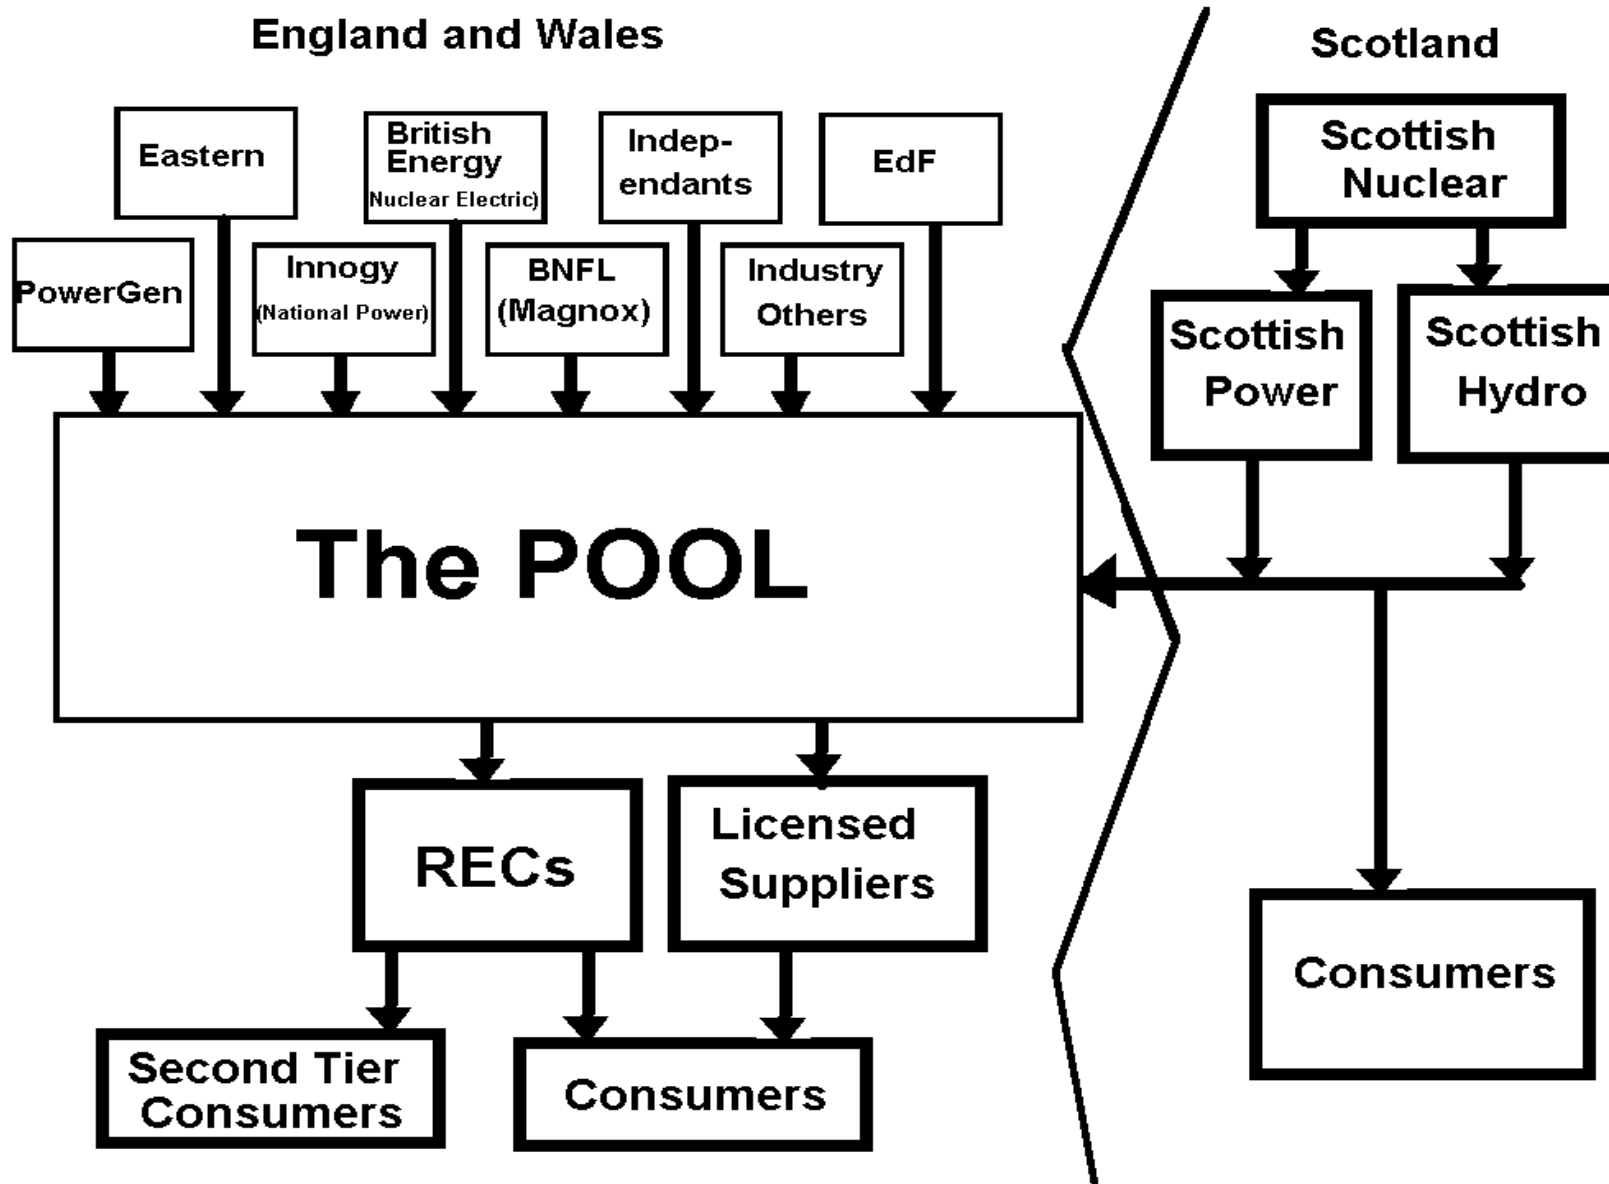 England and Wales
Scotland
Eastern
British
Energy
Nuclear Electric)
Indep-
endants
EdF
Scottish
Nuclear
PowerGen
Innogy
(National Power)
BNFL
(Magnox)
Industry
Others
Scottish
Power
Scottish
Hydro
The POOL
RECs
Licensed
Suppliers
Second Tier
Consumers
Consumers
Consumers